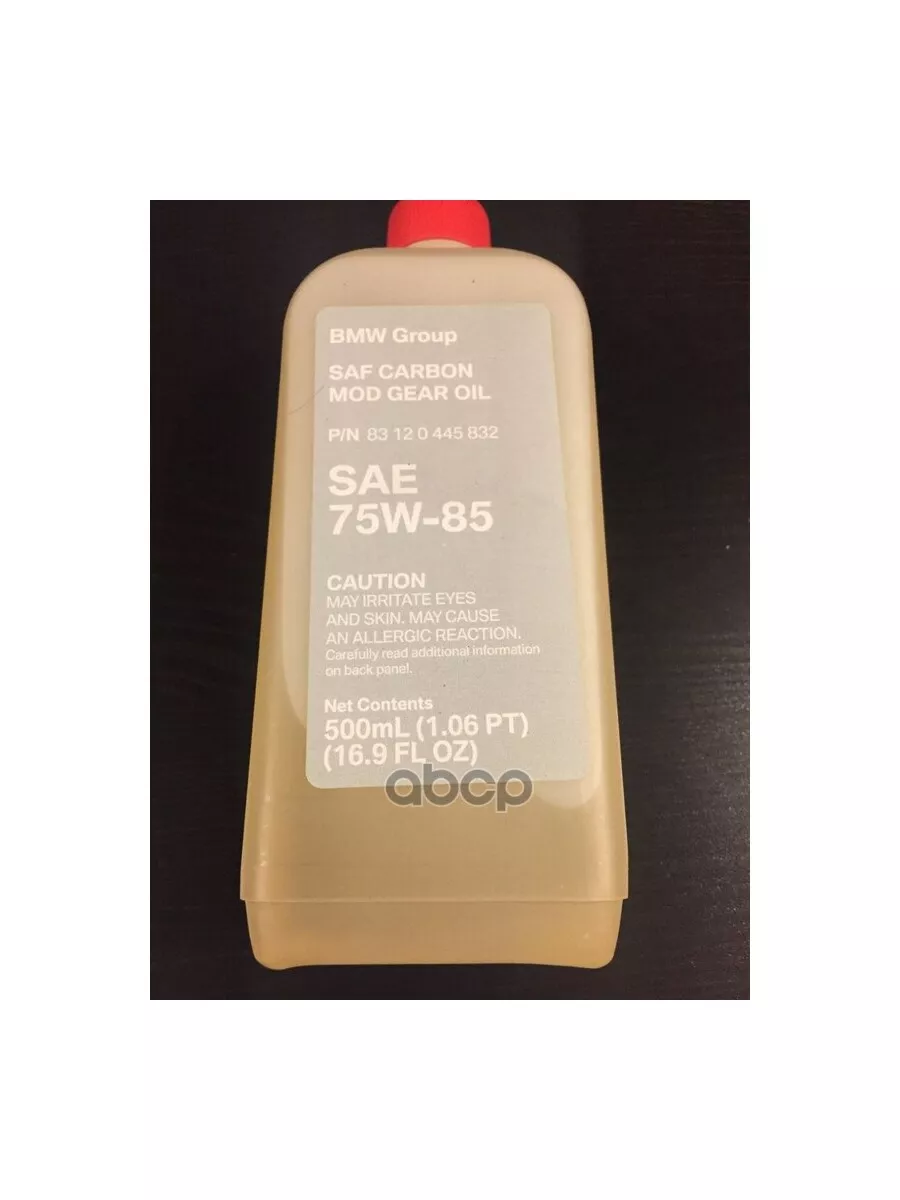 BMW Group
SAF CARBON
MOD GEAR OIL
P/N 83 12 0 445 832
SAE
75W-85
CAUTION
MAY IRRITATE EYES
AND SKIN. MAY CAUSE
AN ALLERGIC REACTION.
Carefully read additional information
on back panel.
Net Contents
500mL (1.06 PT)
(16.9 FL OZ)
abcp